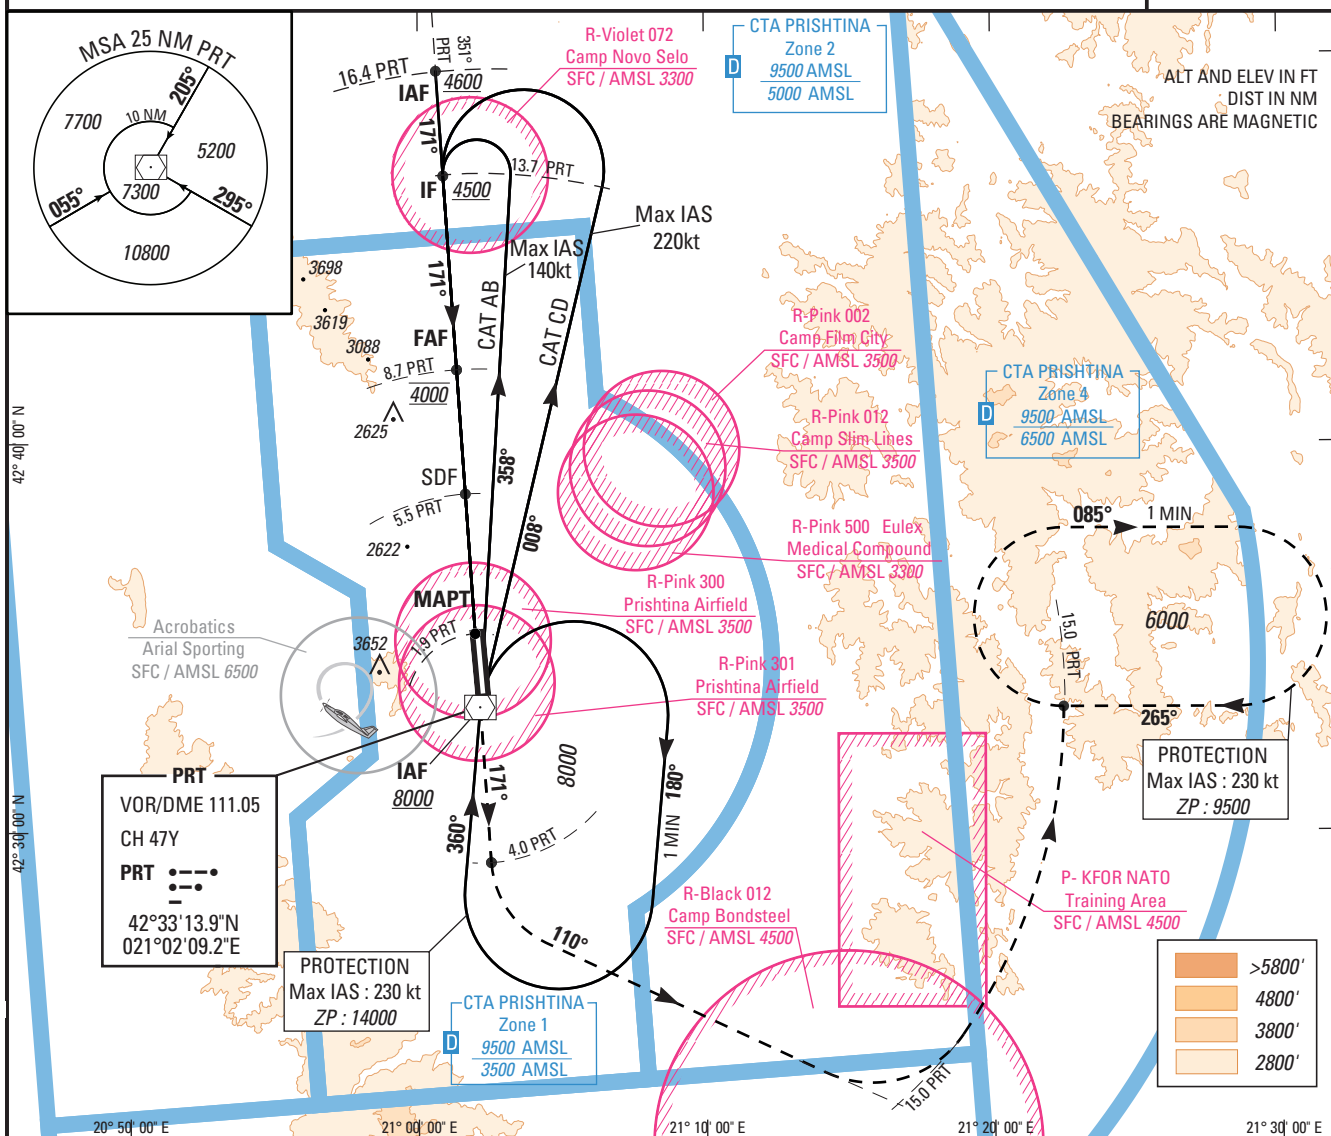 MSA 25 NM PRT
205°
7700
10 NM
5200
7300
055°
295°
10800
351°
PRT
16.4 PRT
4600
IAF
171°
13.7 PRT
IF
4500
R-Violet 072
Camp Novo Selo
SFC / AMSL 3300
CTA PRISHTINA
Zone 2
D
9500 AMSL
5000 AMSL
ALT AND ELEV IN FT
DIST IN NM
BEARINGS ARE MAGNETIC
Max IAS
220kt
Max IAS
140kt
171°
CAT AB
CAT CD
3698
3619
3088
FAF
8.7 PRT
4000
2625
R-Pink 002
Camp Film City
SFC / AMSL 3500
R-Pink 012
Camp Slim Lines
SFC / AMSL 3500
CTA PRISHTINA
Zone 4
D
9500 AMSL
6500 AMSL
42° 40' 00" N
SDF
5.5 PRT
358°
008°
2622
R-Pink 500 Eulex
Medical Compound
SFC / AMSL 3300
085°
1 MIN
R-Pink 300
Prishtina Airfield
SFC / AMSL 3500
MAPT
1.9 PRT
Acrobatics
Arial Sporting
SFC / AMSL 6500
3652
R-Pink 301
Prishtina Airfield
SFC / AMSL 3500
15.0 PRT
6000
265°
PROTECTION
Max IAS : 230 kt
ZP : 9500
PRT
VOR/DME 111.05
CH 47Y
PRT
42°33'13.9"N
021°02'09.2"E
IAF
8000
171°
8000
360°
4.0 PRT
1 MIN
180°
42° 30' 00" N
R-Black 012
Camp Bondsteel
SFC / AMSL 4500
P- KFOR NATO
Training Area
SFC / AMSL 4500
110°
PROTECTION
Max IAS : 230 kt
ZP : 14000
CTA PRISHTINA
Zone 1
D
9500 AMSL
3500 AMSL
15.0 PRT
>5800'
4800'
3800'
2800'
20° 50' 00" E
21° 00' 00" E
21° 10' 00" E
21° 20' 00" E
21° 30' 00" E